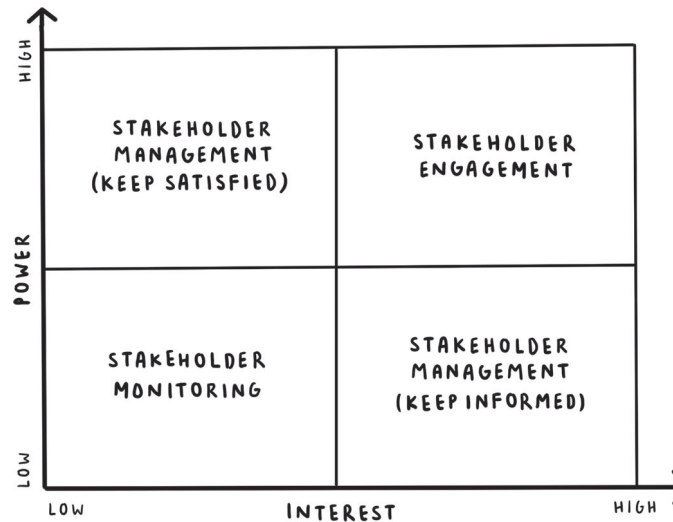 HIGH
STAKEHOLDER
MANAGEMENT
(KEEP SATISFIED)
STAKEHOLDER
ENGAGEMENT
POWER
STAKEHOLDER
MONITORING
STAKEHOLDER
MANAGEMENT
(KEEP INFORMED)
LOW
LOW
INTEREST
HIGH